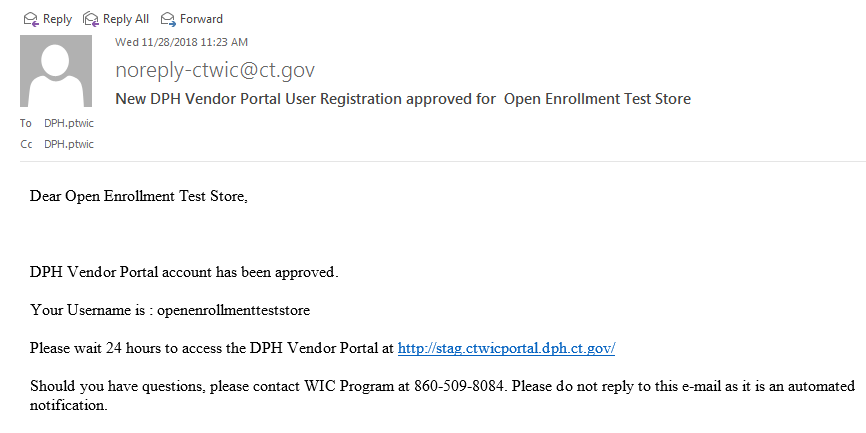 Reply Reply All Forward
Wed 11/28/2018 11:23 AM
noreply-ctwic@ct.gov
New DPH Vendor Portal User Registration approved for Open Enrollment Test Store
To DPH.ptwic
Cc DPH.ptwic
Dear Open Enrollment Test Store,
DPH Vendor Portal account has been approved.
Your Username is : openenrollmentteststore
Please wait 24 hours to access the DPH Vendor Portal at http://stag.ctwicportal.dph.ct.gov/
Should you have questions, please contact WIC Program at 860-509-8084. Please do not reply to this e-mail as it is an automated
notification.